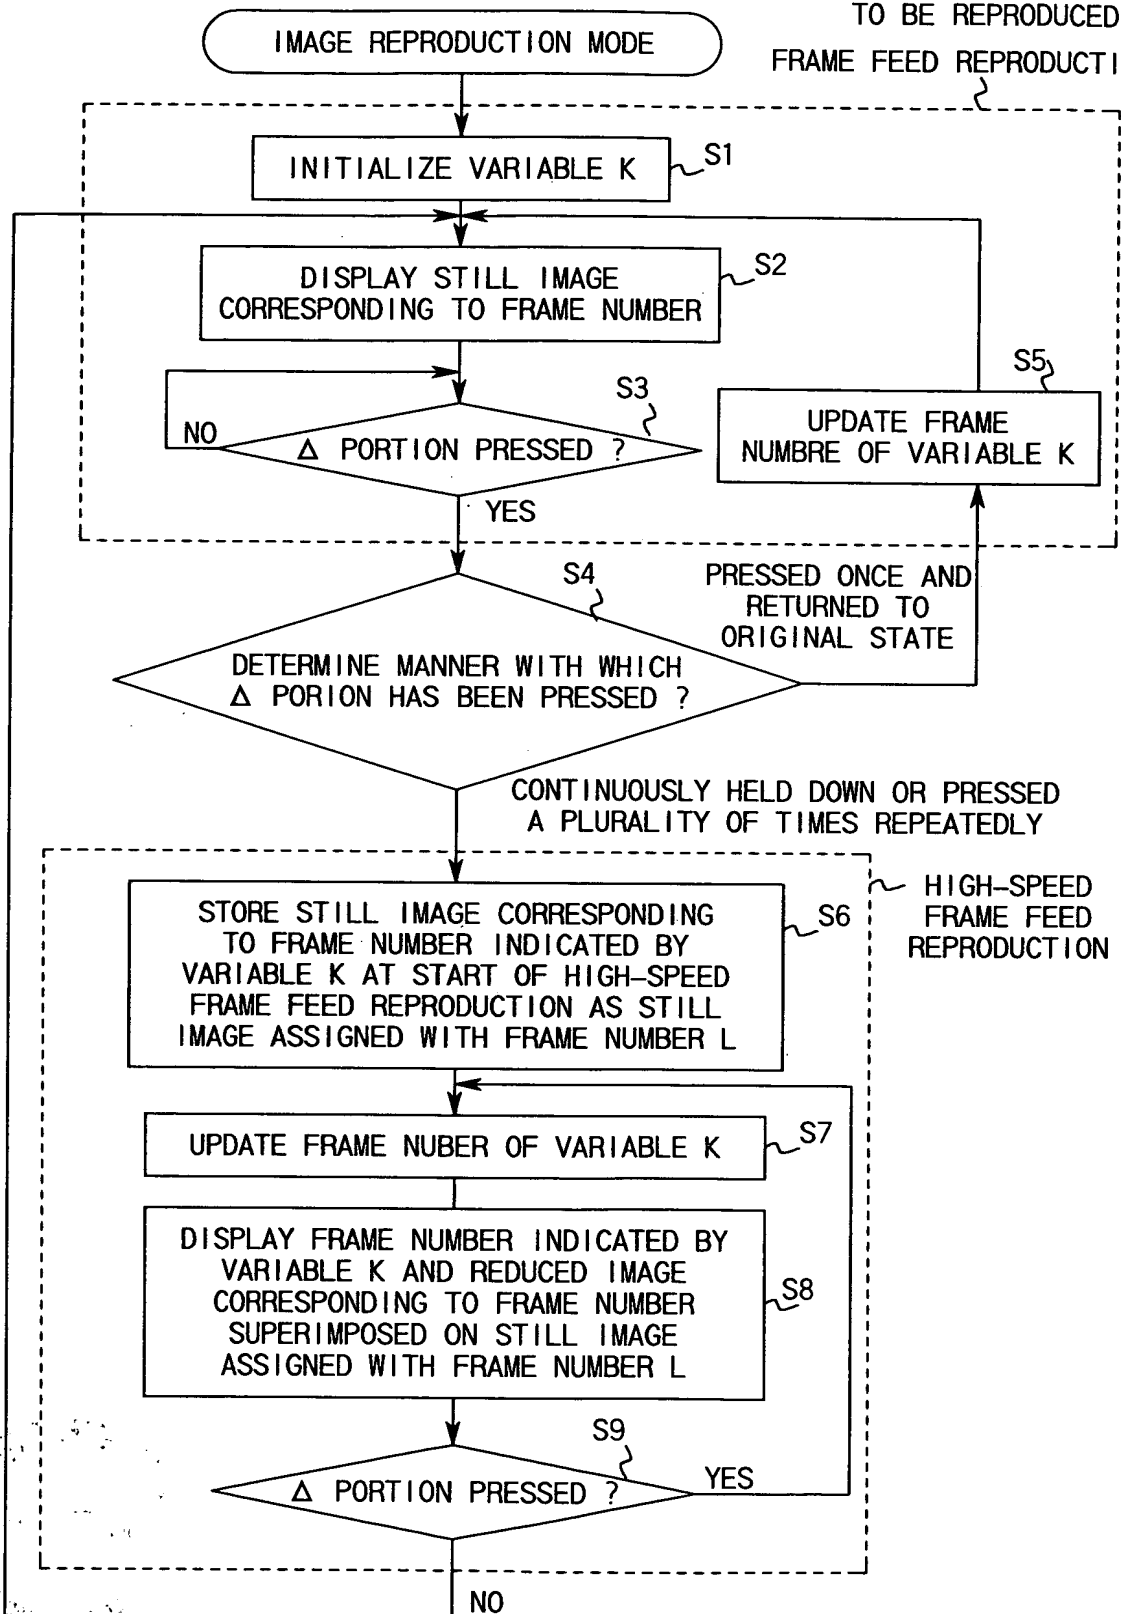 TO BE REPRODUCED
IMAGE REPRODUCTION MODE
FRAME FEED REPRODUCTI
INITIALIZE VARIABLE K
S1
DISPLAY STILL IMAGE
CORRESPONDING TO FRAME NUMBER
S2
S3
Δ PORTION PRESSED ?
NO
YES
S5
UPDATE FRAME
NUMBRE OF VARIABLE K
S4
DETERMINE MANNER WITH WHICH
Δ PORION HAS BEEN PRESSED ?
PRESSED ONCE AND
RETURNED TO
ORIGINAL STATE
CONTINUOUSLY HELD DOWN OR PRESSED
A PLURALITY OF TIMES REPEATEDLY
HIGH-SPEED
FRAME FEED
REPRODUCTION
STORE STILL IMAGE CORRESPONDING
TO FRAME NUMBER INDICATED BY
VARIABLE K AT START OF HIGH-SPEED
FRAME FEED REPRODUCTION AS STILL
IMAGE ASSIGNED WITH FRAME NUMBER L
S6
UPDATE FRAME NUBER OF VARIABLE K
S7
DISPLAY FRAME NUMBER INDICATED BY
VARIABLE K AND REDUCED IMAGE
CORRESPONDING TO FRAME NUMBER
SUPERIMPOSED ON STILL IMAGE
ASSIGNED WITH FRAME NUMBER L
S8
S9
Δ PORTION PRESSED ?
YES
NO